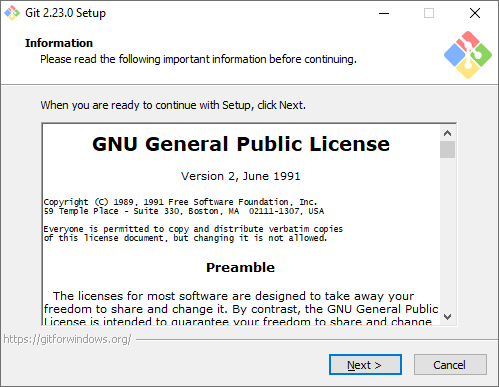 Git 2.23.0 Setup
Information
Please read the following important information before continuing.
When you are ready to continue with Setup, click Next.
GNU General Public License
Version 2, June 1991
Copyright (C) 1989, 1991 Free Software Foundation, Inc.
59 Temple Place - Suite 330, Boston, MA  02111-1307, USA
Everyone is permitted to copy and distribute verbatim copies
of this license document, but changing it is not allowed.
Preamble
The licenses for most software are designed to take away your
freedom to share and change it. By contrast, the GNU General Public
License is intended to guarantee your freedom to share and change
https://gitforwindows.org/
Next >
Cancel